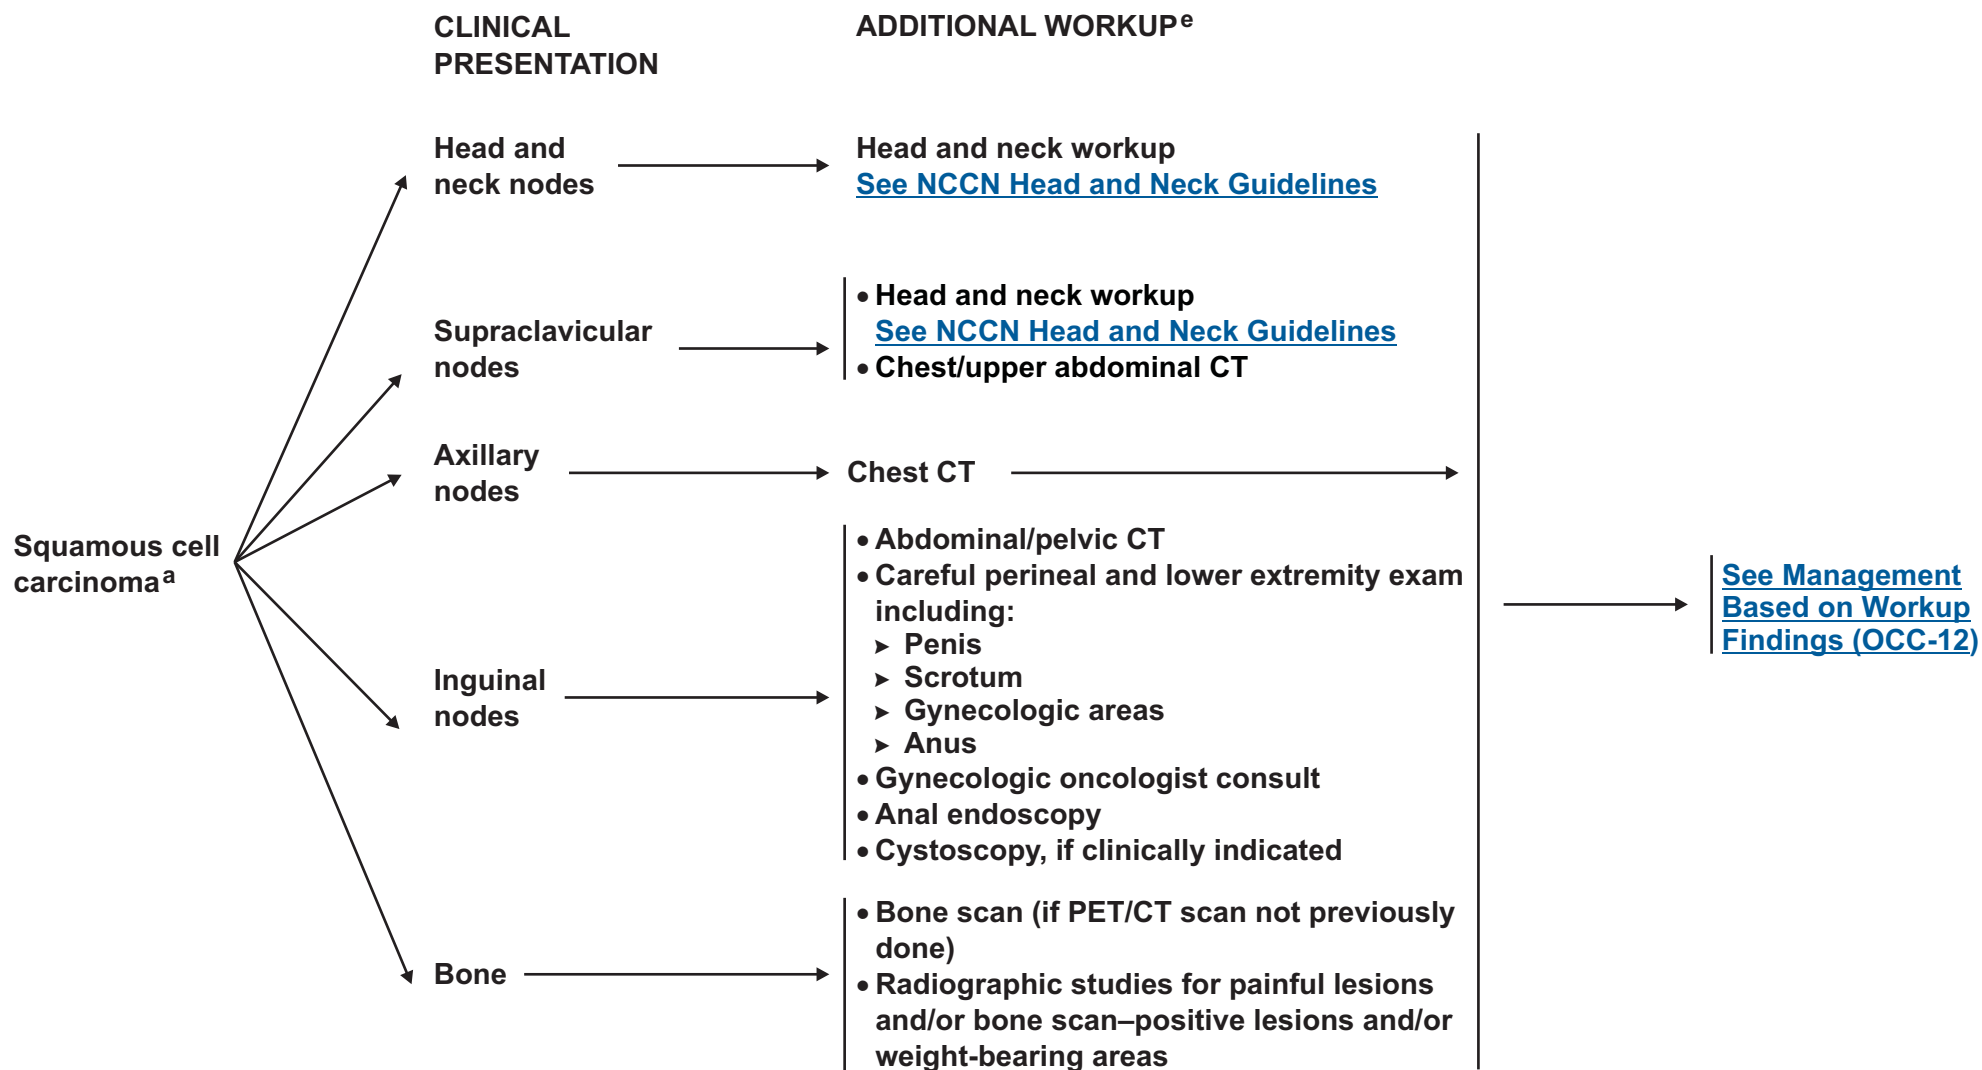 CLINICAL
PRESENTATION
ADDITIONAL WORKUPᵉ
Squamous cell
carcinomaᵃ
Head and
neck nodes
Head and neck workup
See NCCN Head and Neck Guidelines
Supraclavicular
nodes
• Head and neck workup
See NCCN Head and Neck Guidelines
• Chest/upper abdominal CT
Axillary
nodes
Chest CT
Inguinal
nodes
• Abdominal/pelvic CT
• Careful perineal and lower extremity exam
including:
➤ Penis
➤ Scrotum
➤ Gynecologic areas
➤ Anus
• Gynecologic oncologist consult
• Anal endoscopy
• Cystoscopy, if clinically indicated
Bone
• Bone scan (if PET/CT scan not previously
done)
• Radiographic studies for painful lesions
and/or bone scan–positive lesions and/or
weight-bearing areas
See Management
Based on Workup
Findings (OCC-12)